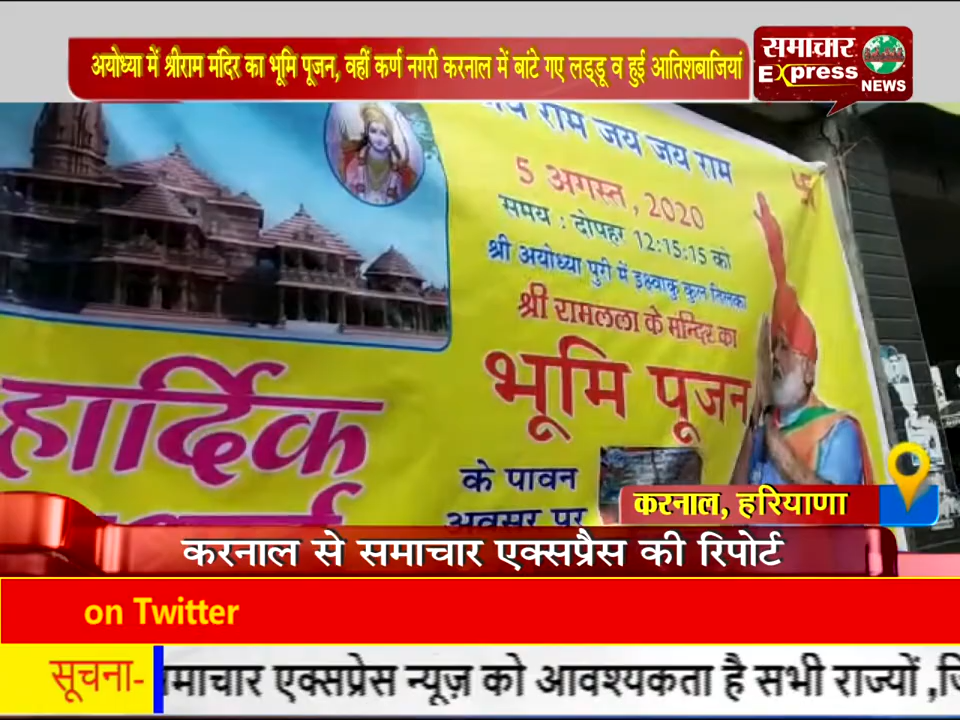 अयोध्या में श्रीराम मंदिर का भूमि पूजन, वहीं कर्ण नगरी करनाल में बांटे गए लड्डू व हुई आतिशबाजियां
समाचार
Express
NEWS
राम जय जय राम
5 अगस्त, 2020
समय : दोपहर 12:15:15 को
श्री अयोध्या पुरी में इक्ष्वाकु कुल तिलका
श्री रामलला के मन्दिर का
भूमि पूजन
हार्दिक
के पावन
अवसर पर
करनाल, हरियाणा
करनाल से समाचार एक्सप्रैस की रिपोर्ट
on Twitter
सूचना-
माचार एक्सप्रेस न्यूज़ को आवश्यकता है सभी राज्यों ,जि